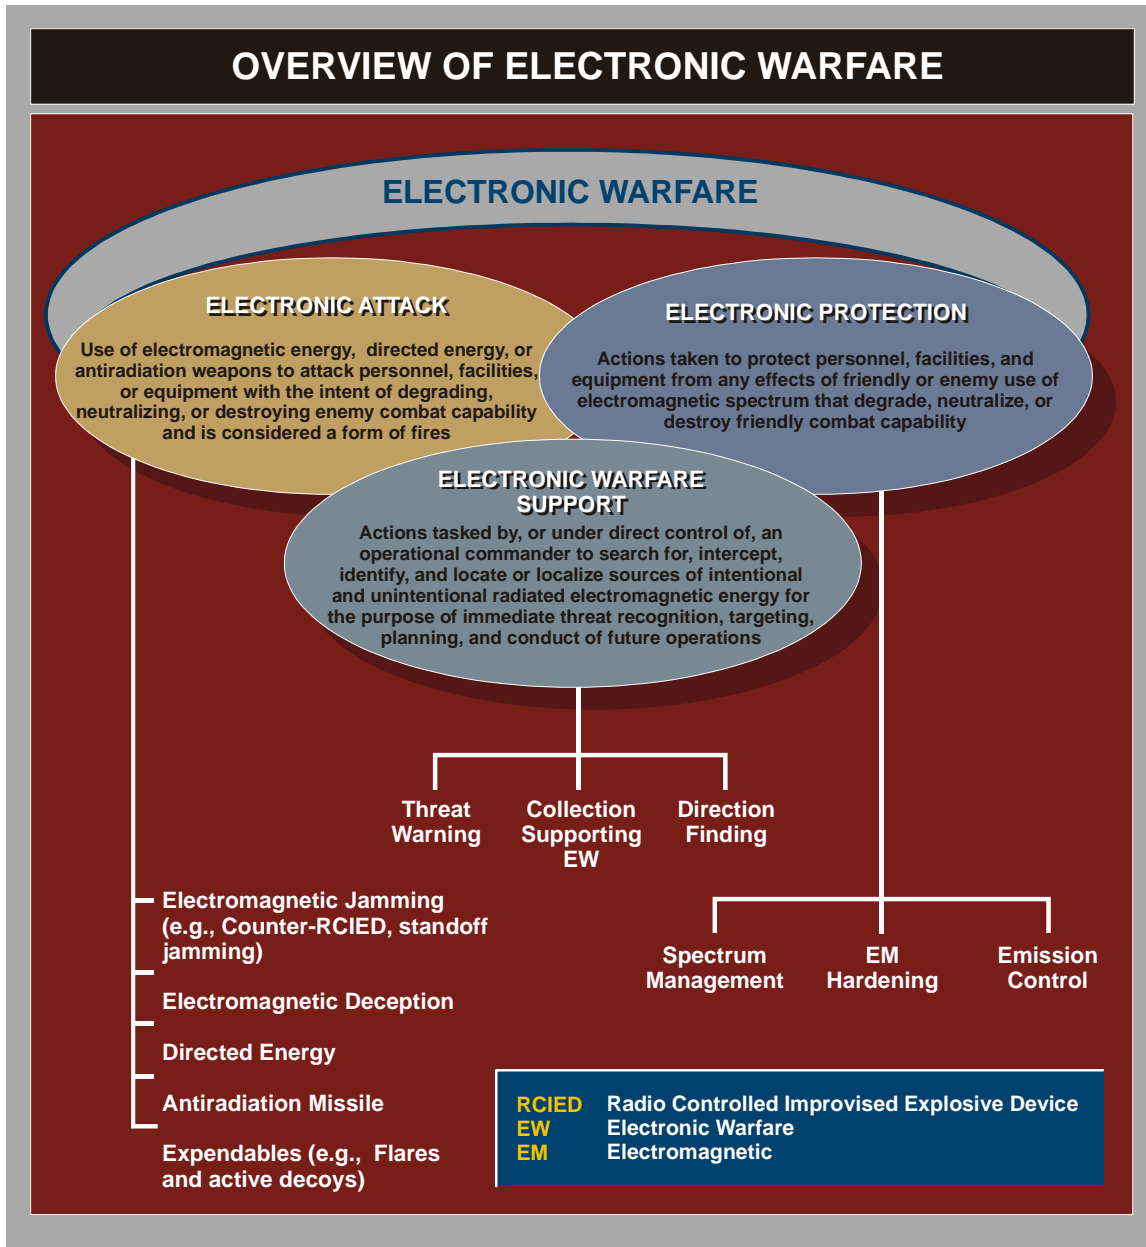 OVERVIEW OF ELECTRONIC WARFARE
ELECTRONIC WARFARE
ELECTRONIC ATTACK
Use of electromagnetic energy, directed energy, or
antiradiation weapons to attack personnel, facilities,
or equipment with the intent of degrading,
neutralizing, or destroying enemy combat capability
and is considered a form of fires
ELECTRONIC PROTECTION
Actions taken to protect personnel, facilities, and
equipment from any effects of friendly or enemy use of
electromagnetic spectrum that degrade, neutralize, or
destroy friendly combat capability
ELECTRONIC WARFARE
SUPPORT
Actions tasked by, or under direct control of, an
operational commander to search for, intercept,
identify, and locate or localize sources of intentional
and unintentional radiated electromagnetic energy for
the purpose of immediate threat recognition, targeting,
planning, and conduct of future operations
Threat
Warning
Collection
Supporting
EW
Direction
Finding
Electromagnetic Jamming
(e.g., Counter-RCIED, standoff
jamming)
Electromagnetic Deception
Directed Energy
Antiradiation Missile
Expendables (e.g., Flares
and active decoys)
Spectrum
Management
EM
Hardening
Emission
Control
RCIED Radio Controlled Improvised Explosive Device
EW Electronic Warfare
EM Electromagnetic